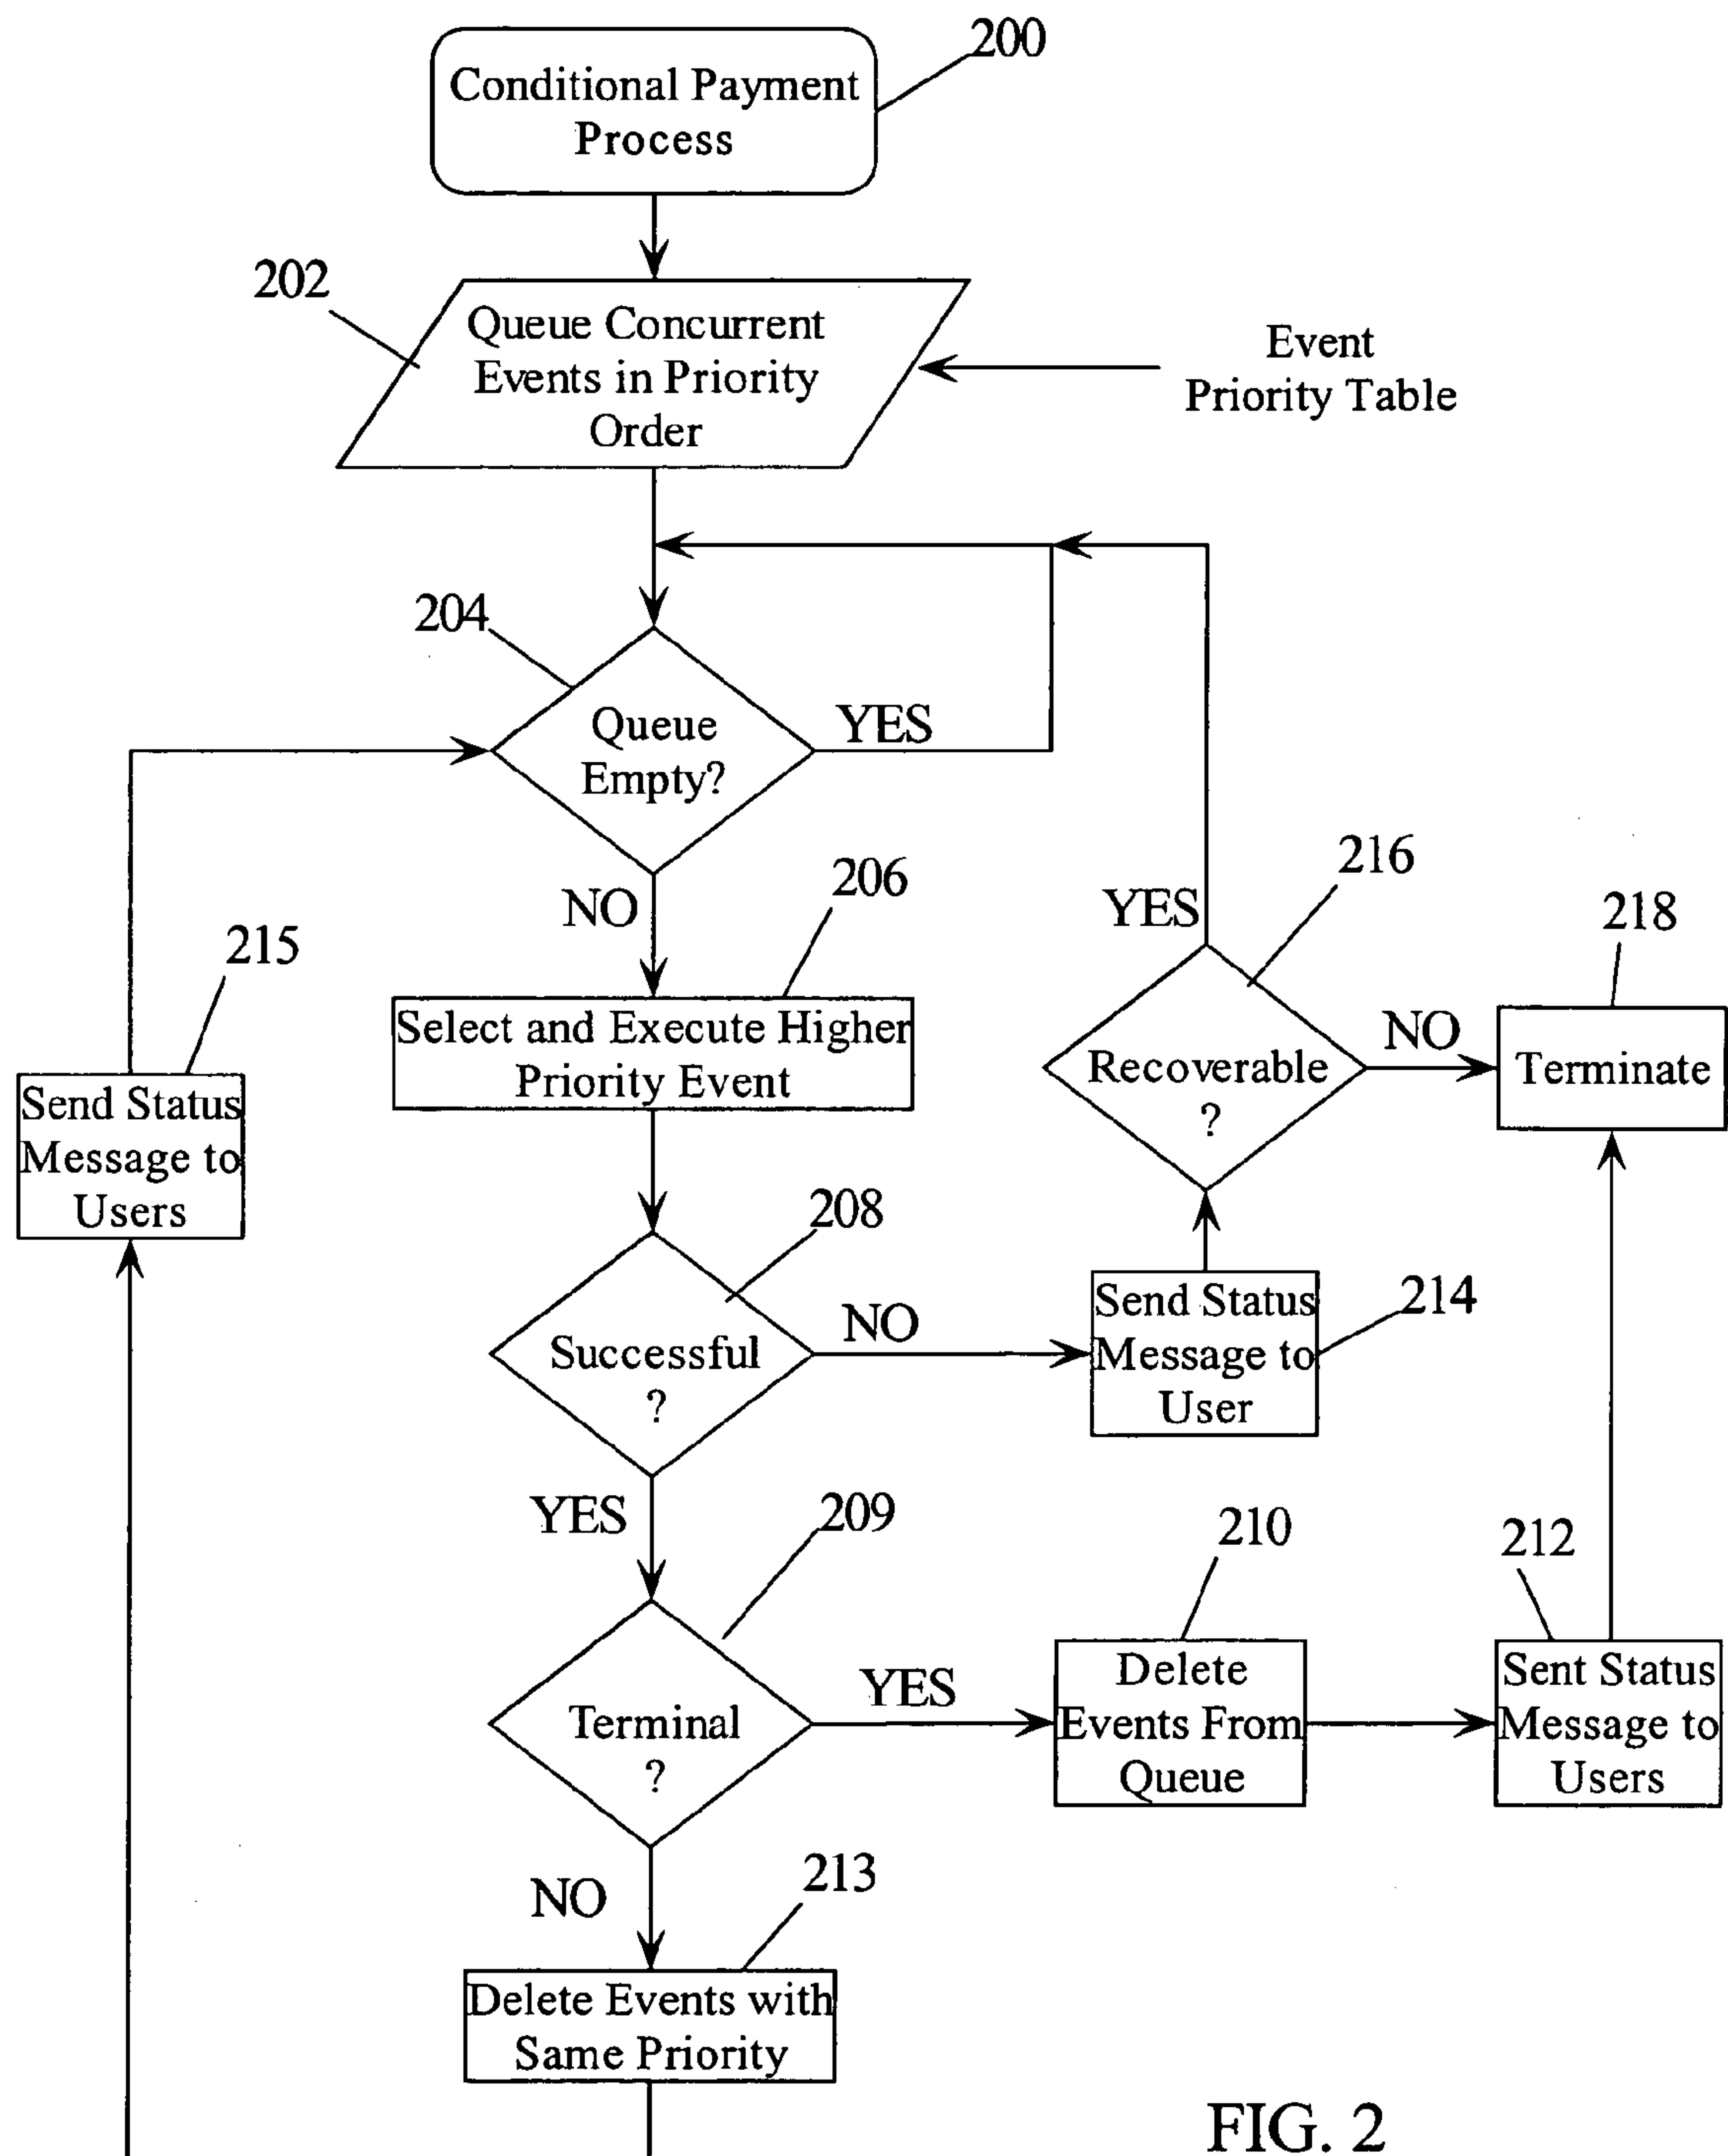 200
Conditional Payment
Process
202
Queue Concurrent
Events in Priority
Order
Event
Priority Table
204
Queue
Empty?
YES
NO
206
Select and Execute Higher
Priority Event
215
Send Status
Message to
Users
216
YES
Recoverable
?
NO
218
Terminate
208
Successful
?
NO
214
Send Status
Message to
User
YES
209
Terminal
?
YES
210
Delete
Events From
Queue
212
Sent Status
Message to
Users
NO
213
Delete Events with
Same Priority
FIG. 2